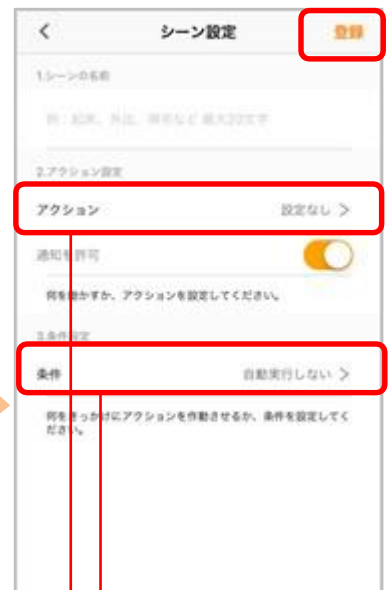 シーン設定
登録
1.シーンの名前
例：起床、外出、帰宅など 最大20文字
2.アクション設定
アクション 設定なし
通知を許可
何を動かすか、アクションを設定してください。
3.条件設定
条件 自動実行しない
何をきっかけにアクションを作動させるか、条件を設定してく
ださい。